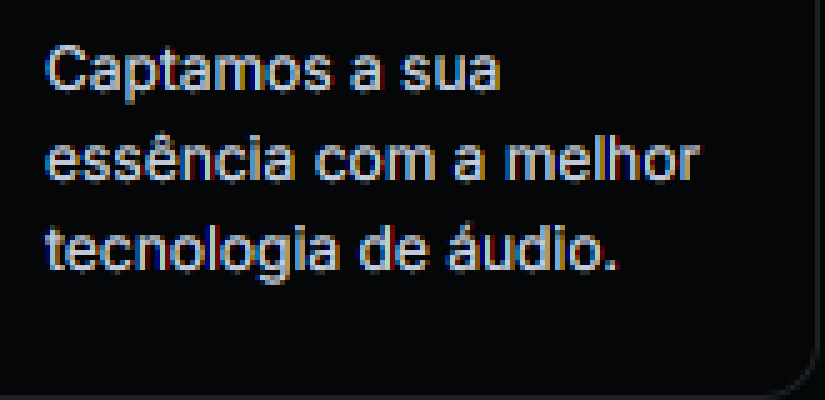 Captamos a sua
essência com a melhor
tecnologia de áudio.